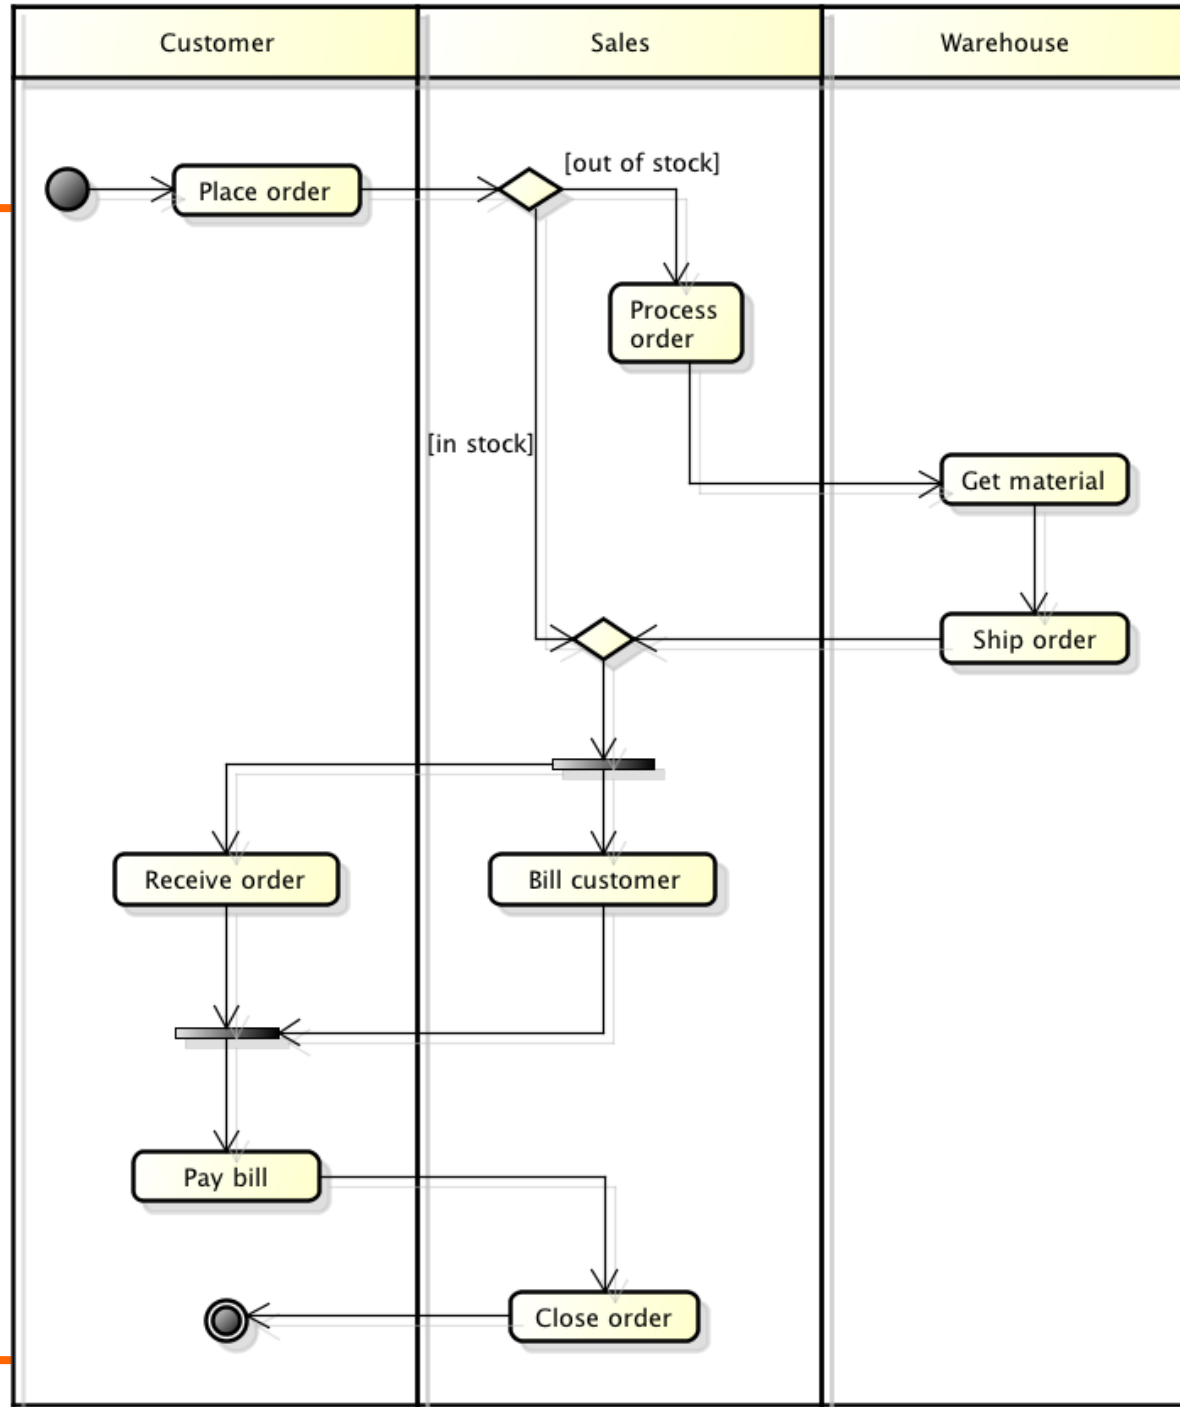 Customer
Sales
Warehouse
[out of stock]
Place order
Process
order
[in stock]
Get material
Ship order
Receive order
Bill customer
Pay bill
Close order